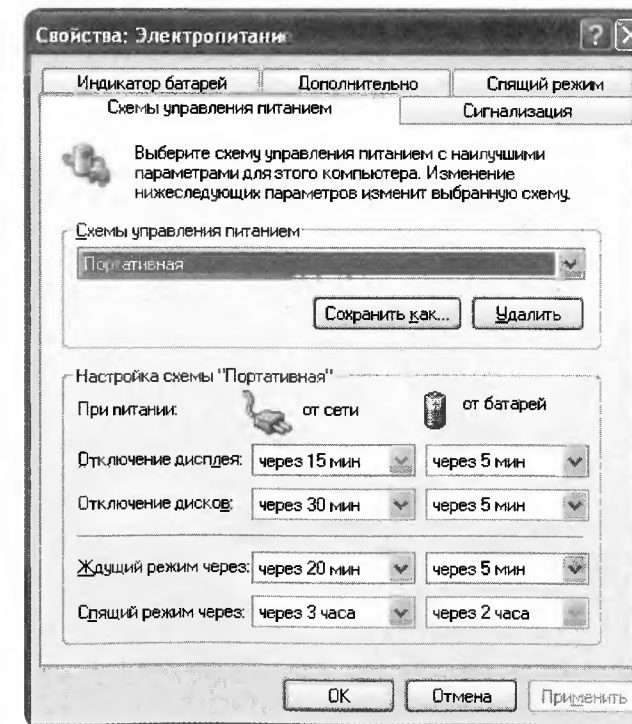 Свойства: Электропитани
Индикатор батарей Дополнительно Спящий режим
Схемы управления питанием Сигнализация
Выберите схему управления питанием с наилучшими
параметрами для этого компьютера. Изменение
нижеследующих параметров изменит выбранную схему.
Схемы управления питанием
Портативная
Сохранить как... Удалить
Настройка схемы "Портативная"
При питании: от сети от батарей
Отключение дисплея: через 15 мин через 5 мин
Отключение дисков: через 30 мин через 5 мин
Ждущий режим через: через 20 мин через 5 мин
Спящий режим через: через 3 часа через 2 часа
OK Отмена Применить